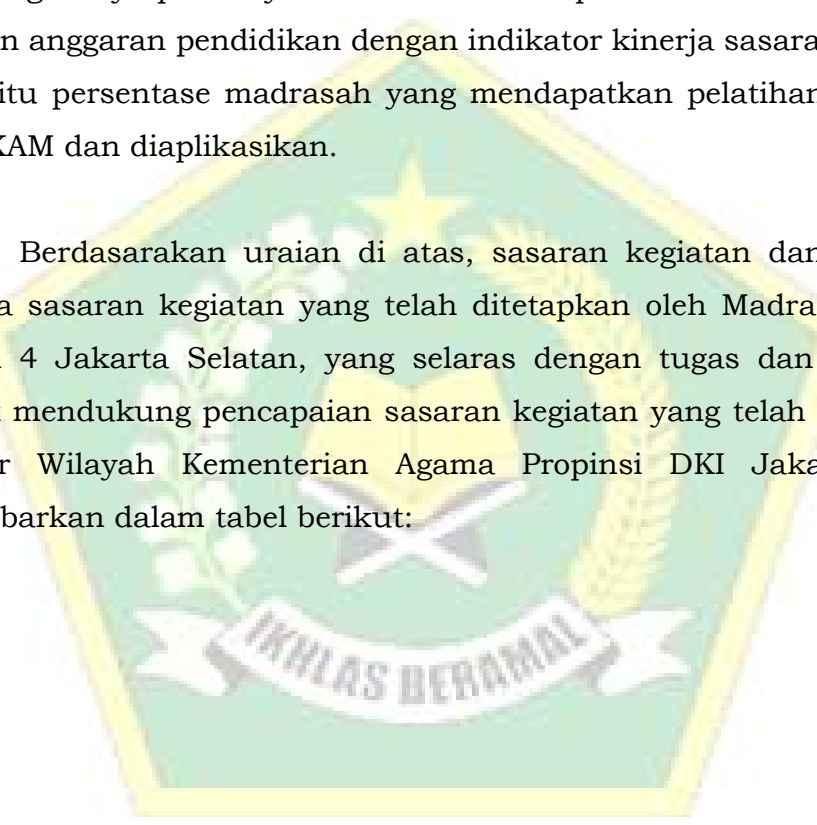 n anggaran pendidikan dengan indikator kinerja sasara
itu persentase madrasah yang mendapatkan pelatihan
KAM dan diaplikasikan.
Berdasarakan uraian di atas, sasaran kegiatan dan
a sasaran kegiatan yang telah ditetapkan oleh Madra
4 Jakarta Selatan, yang selaras dengan tugas dan
mendukung pencapaian sasaran kegiatan yang telah
r Wilayah Kementerian Agama Propinsi DKI Jaka
barkan dalam tabel berikut:
IKHLAS BERAMAL